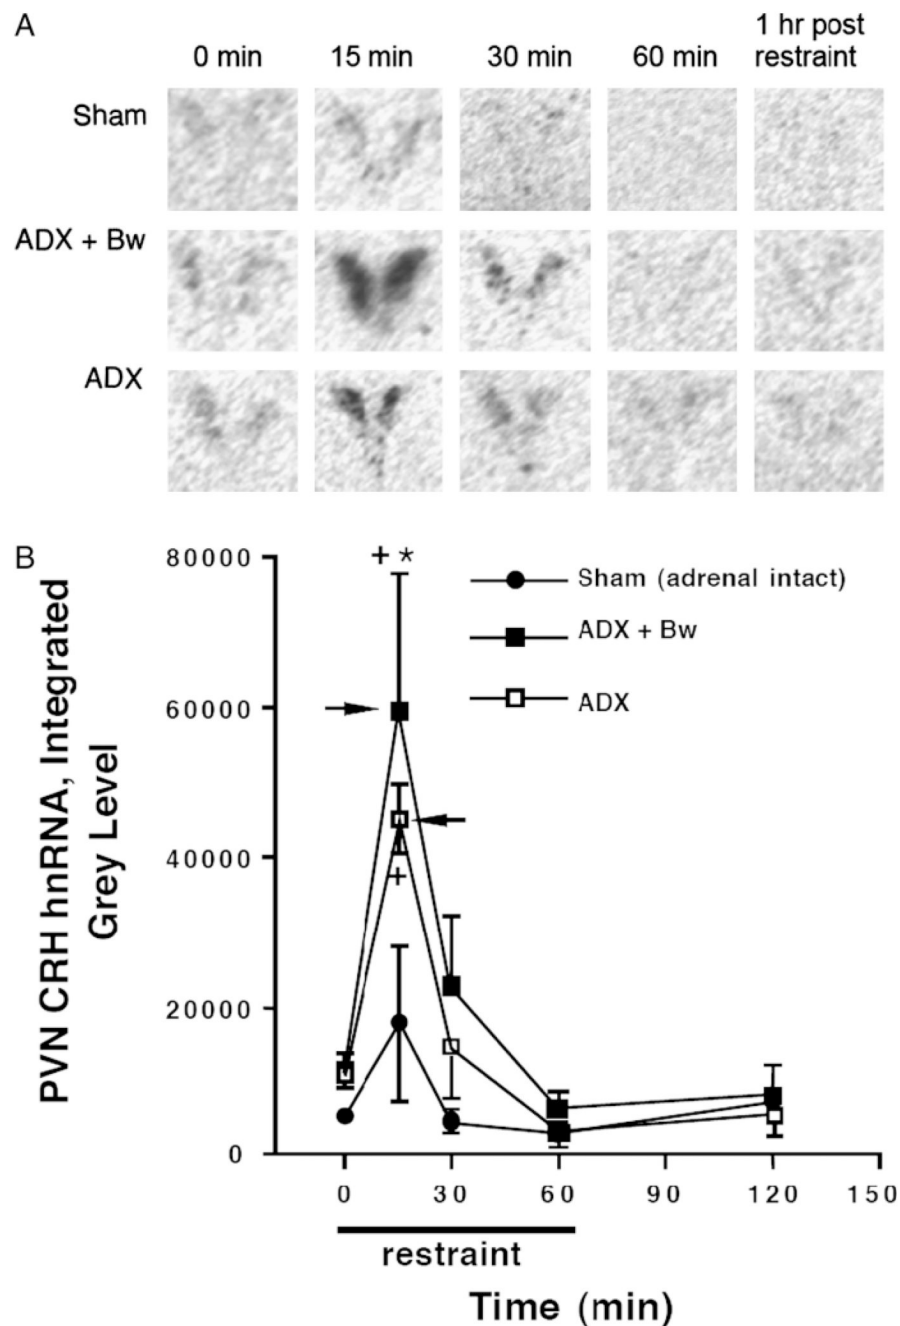 A
0 min 15 min 30 min 60 min 1 hr post restraint
Sham
ADX + Bw
ADX
B
PVN CRH hnRNA, Integrated
Grey Level
80000
60000
40000
20000
0
+ *
+
Sham (adrenal intact)
ADX + Bw
ADX
0 30 60 90 120 150
restraint
Time (min)